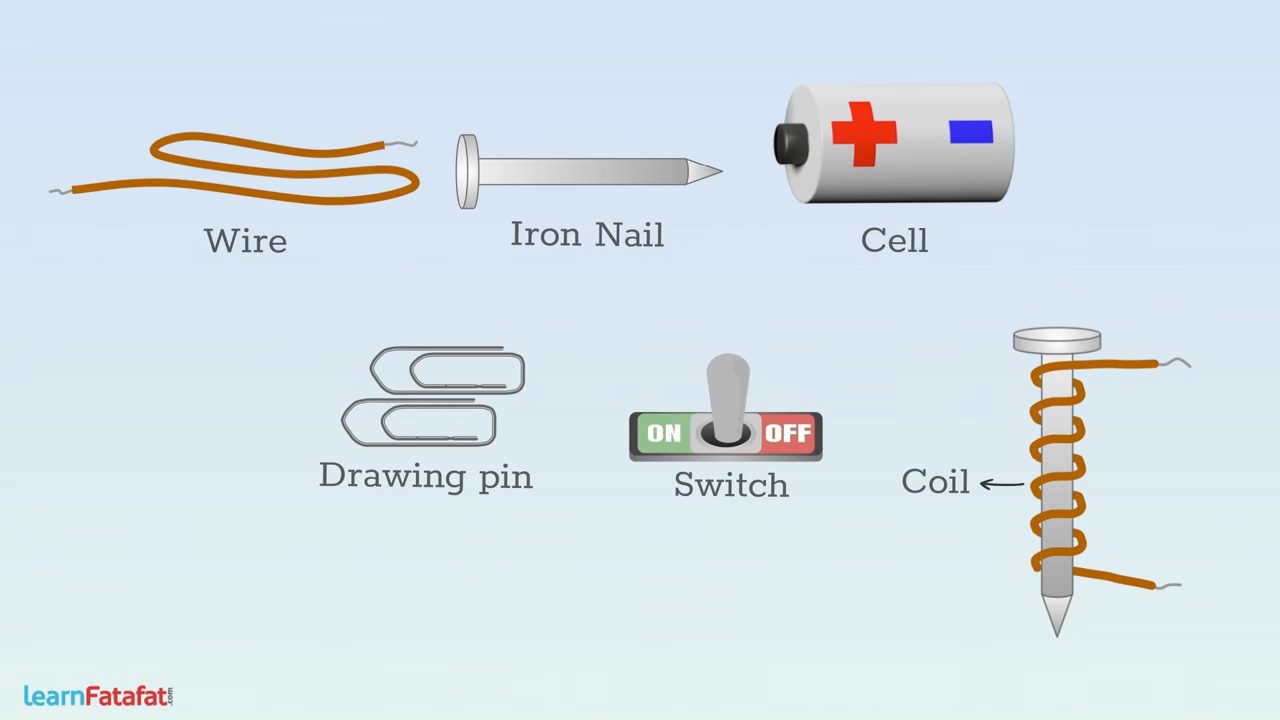 Wire
Iron Nail
Cell
Drawing pin
ON OFF
Switch
Coil
learnFatafat.com